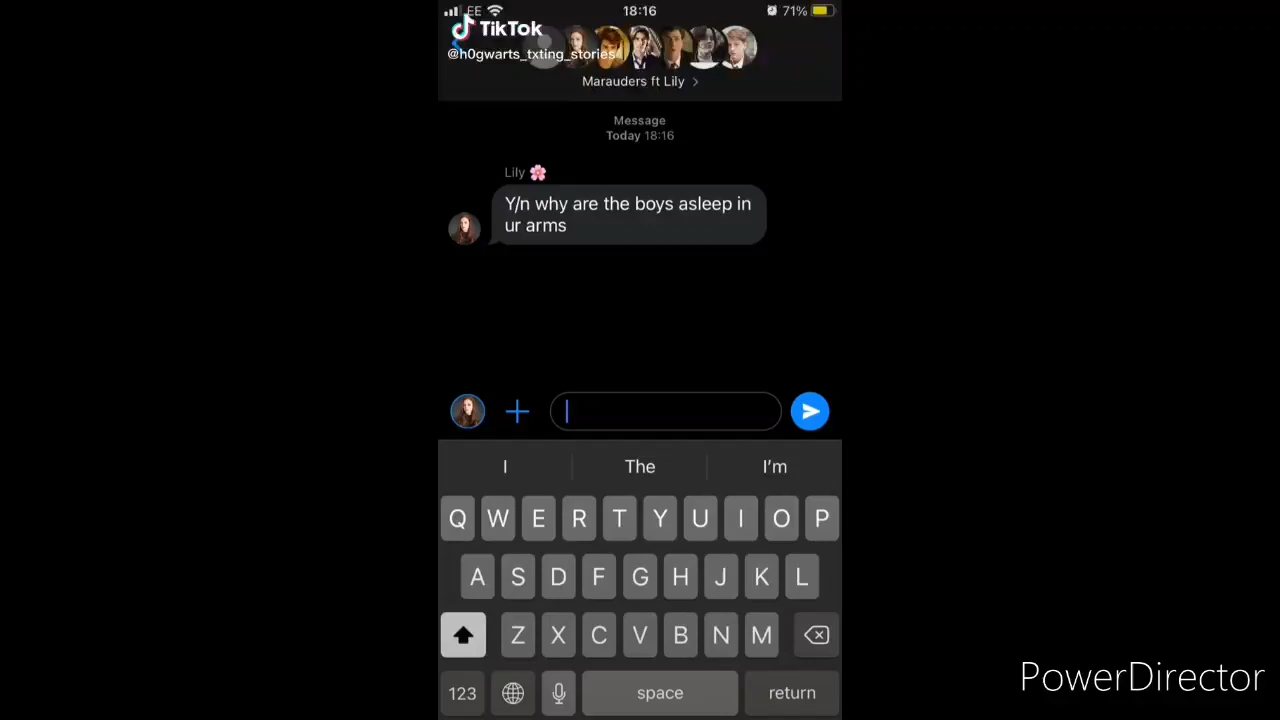 EE 18:16 71%
TikTok
@h0gwarts_txting_stories
Marauders ft Lily >
Message
Today 18:16
Lily 🌸
Y/n why are the boys asleep in
ur arms
I The I'm
Q W E R T Y U I O P
A S D F G H J K L
Z X C V B N M
123 space return
PowerDirector